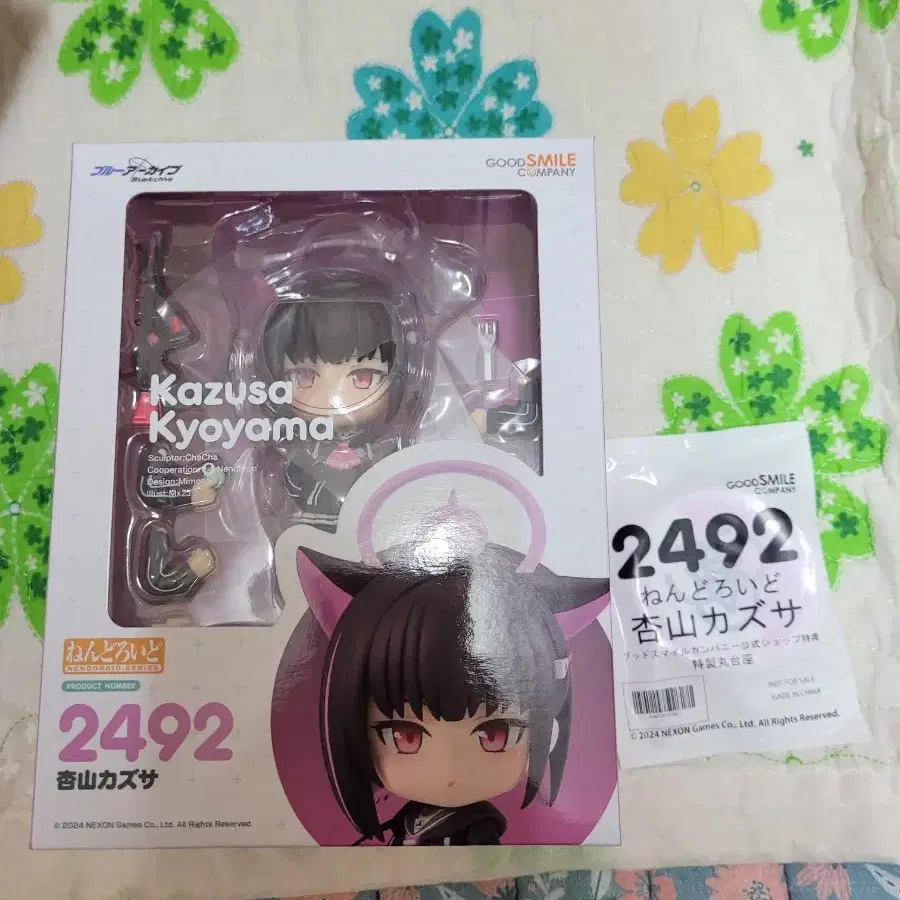 ブルーアーカイブ
BlueArchive
GOOD SMILE
COMPANY
Kazusa
Kyoyama
Sculptor:ChaCha
Cooperation:
Design:
Illust:
ねんどろいど
NENDOROID SERIES
PRODUCT NUMBER
2492
杏山カズサ
© 2024 NEXON Games Co., Ltd. All Rights Reserved.
GOOD SMILE
COMPANY
2492
ねんどろいど
杏山カズサ
グッドスマイルカンパニー公式ショップ特典
特製丸台座
NOT FOR SALE
MADE IN CHINA
© 2024 NEXON Games Co., Ltd. All Rights Reserved.